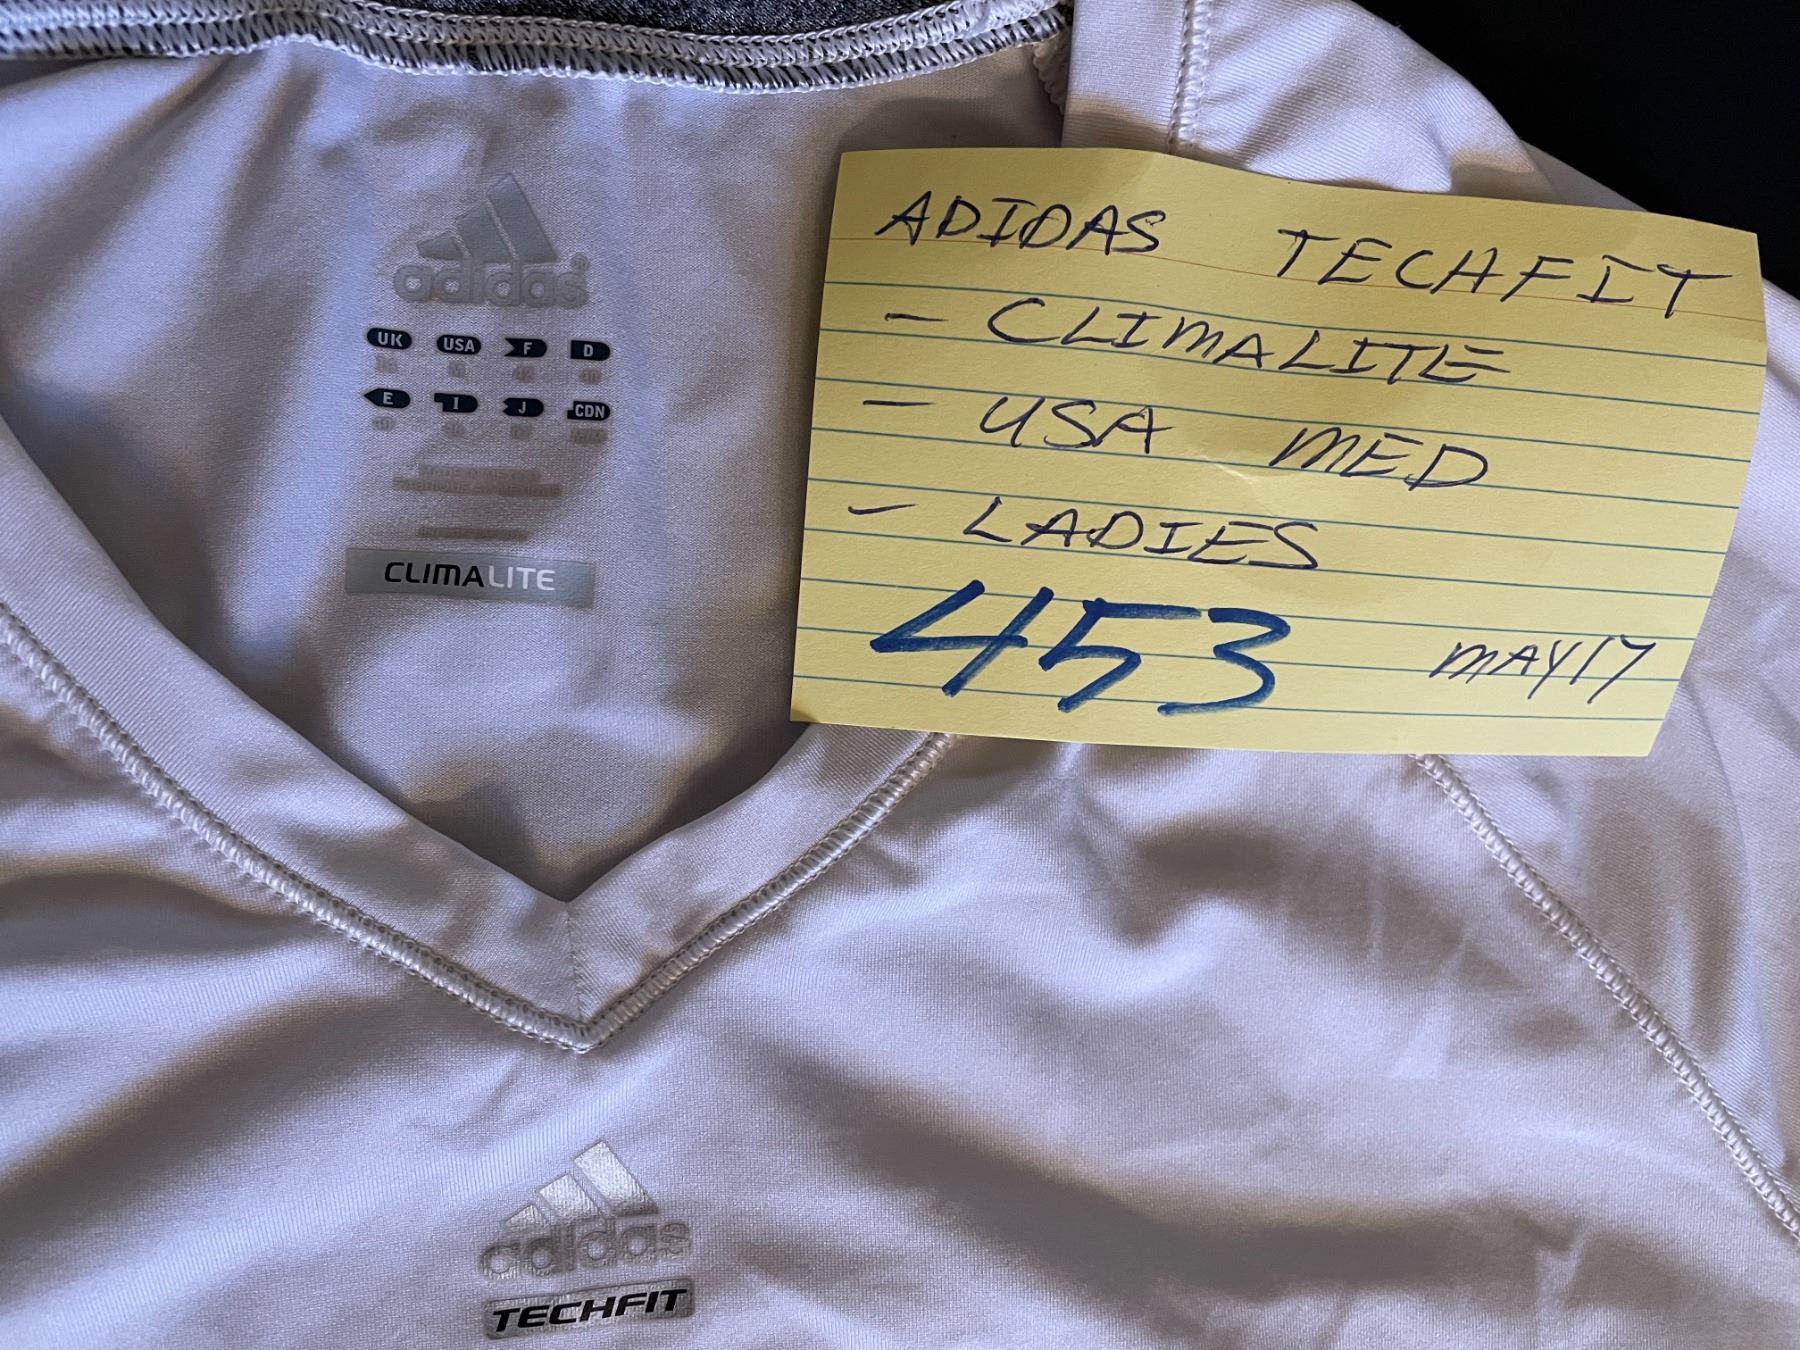 adidas
UK USA F D
M
E I J CDN
CLIMALITE
adidas
TECHFIT
ADIDAS TECHFIT
- CLIMALITE
- USA MED
- LADIES
453 MAY17